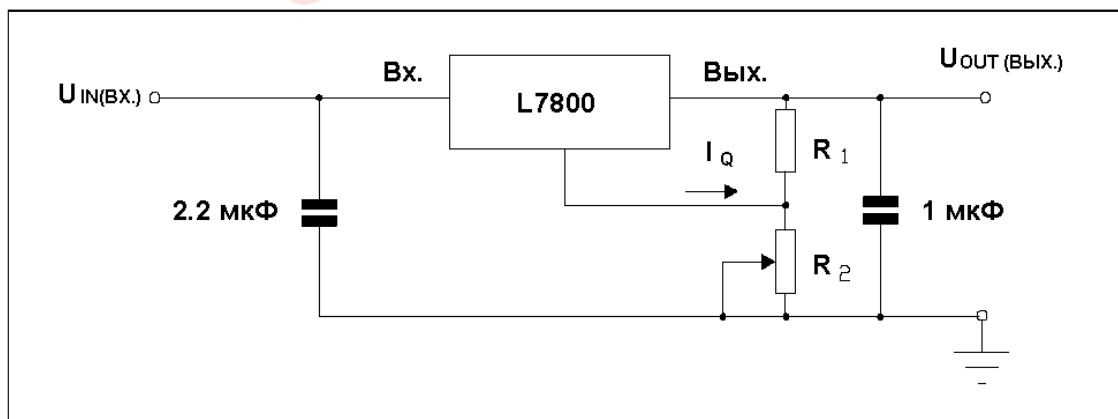 U IN(ВХ.)
Вх.
L7800
Вых.
U OUT (ВЫХ.)
I Q
R 1
2.2 мкФ
1 мкФ
R 2